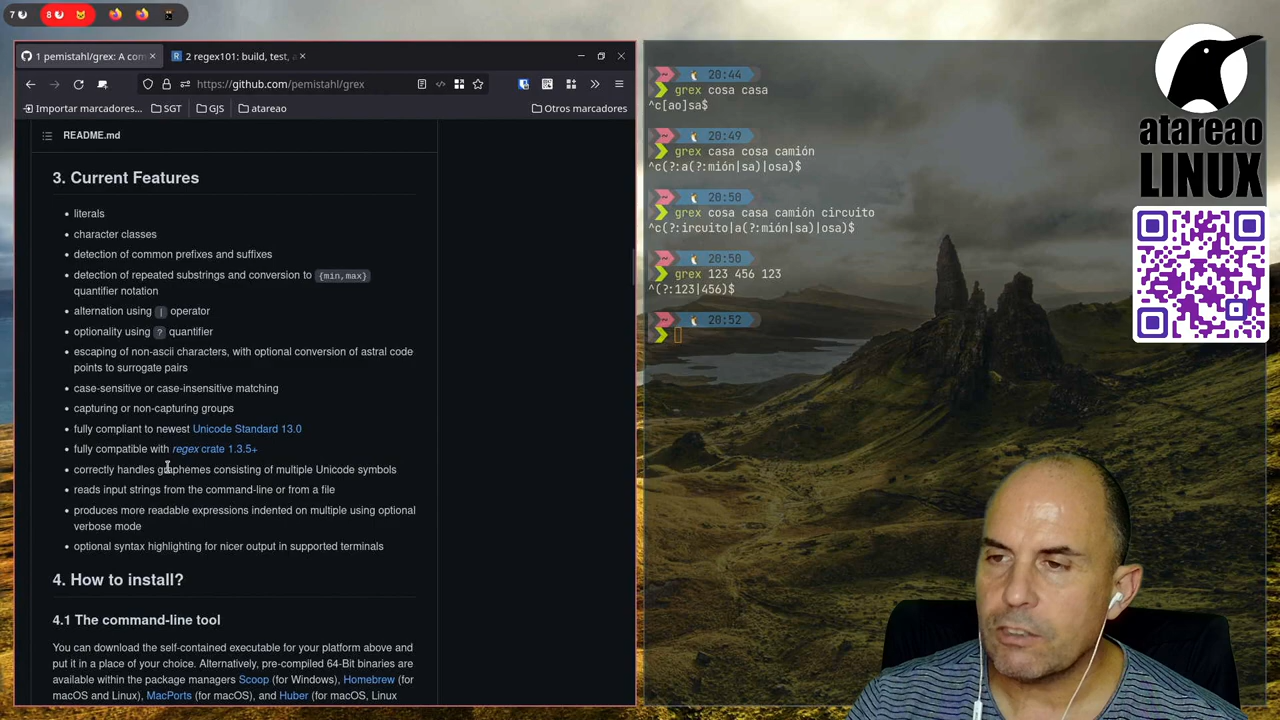 7
8
1 pemistahl/grex: A com
2 regex101: build, test, a
https://github.com/pemistahl/grex
Importar marcadores...
SGT
GJS
atareao
Otros marcadores
README.md
3. Current Features
literals
character classes
detection of common prefixes and suffixes
detection of repeated substrings and conversion to {min,max}
quantifier notation
alternation using | operator
optionality using ? quantifier
escaping of non-ascii characters, with optional conversion of astral code
points to surrogate pairs
case-sensitive or case-insensitive matching
capturing or non-capturing groups
fully compliant to newest Unicode Standard 13.0
fully compatible with regex crate 1.3.5+
correctly handles graphemes consisting of multiple Unicode symbols
reads input strings from the command-line or from a file
produces more readable expressions indented on multiple using optional
verbose mode
optional syntax highlighting for nicer output in supported terminals
4. How to install?
4.1 The command-line tool
You can download the self-contained executable for your platform above and
put it in a place of your choice. Alternatively, pre-compiled 64-Bit binaries are
available within the package managers Scoop (for Windows), Homebrew (for
macOS and Linux), MacPorts (for macOS), and Huber (for macOS, Linux
~ 20:44
grex cosa casa
^c[ao]sa$
~ 20:49
grex casa cosa camión
^c(?:a(?:mión|sa)|osa)$
~ 20:50
grex cosa casa camión circuito
^c(?:ircuito|a(?:mión|sa)|osa)$
~ 20:50
grex 123 456 123
^(?:123|456)$
~ 20:52
atareao
LINUX